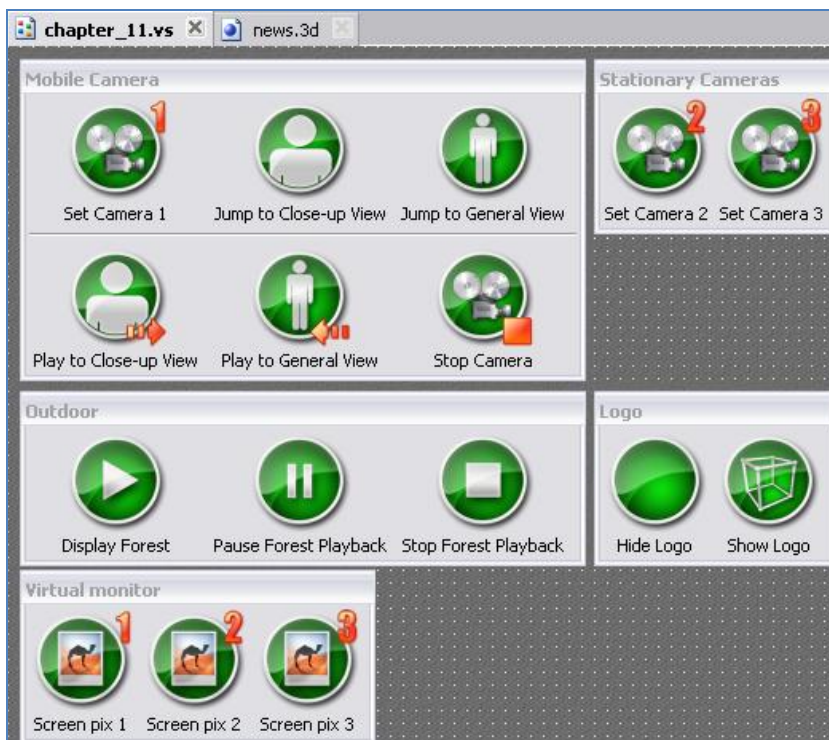 chapter_11.vs news.3d
Mobile Camera
1
Set Camera 1 Jump to Close-up View Jump to General View
Play to Close-up View Play to General View Stop Camera
Stationary Cameras
2 3
Set Camera 2 Set Camera 3
Outdoor
Display Forest Pause Forest Playback Stop Forest Playback
Logo
Hide Logo Show Logo
Virtual monitor
1 2 3
Screen pix 1 Screen pix 2 Screen pix 3